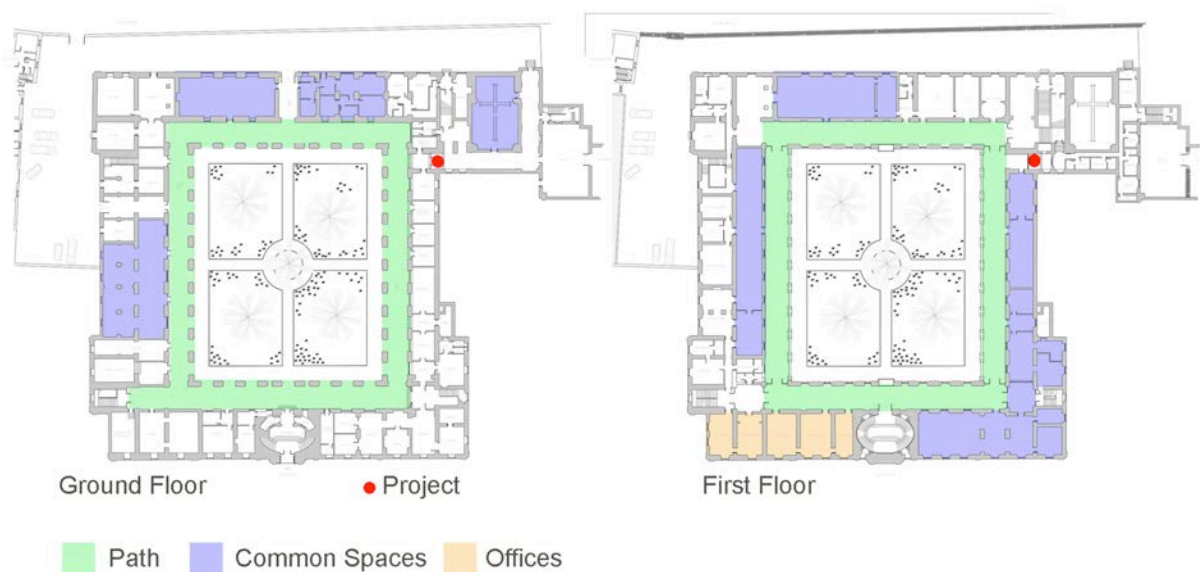 Ground Floor
Project
First Floor
Path
Common Spaces
Offices